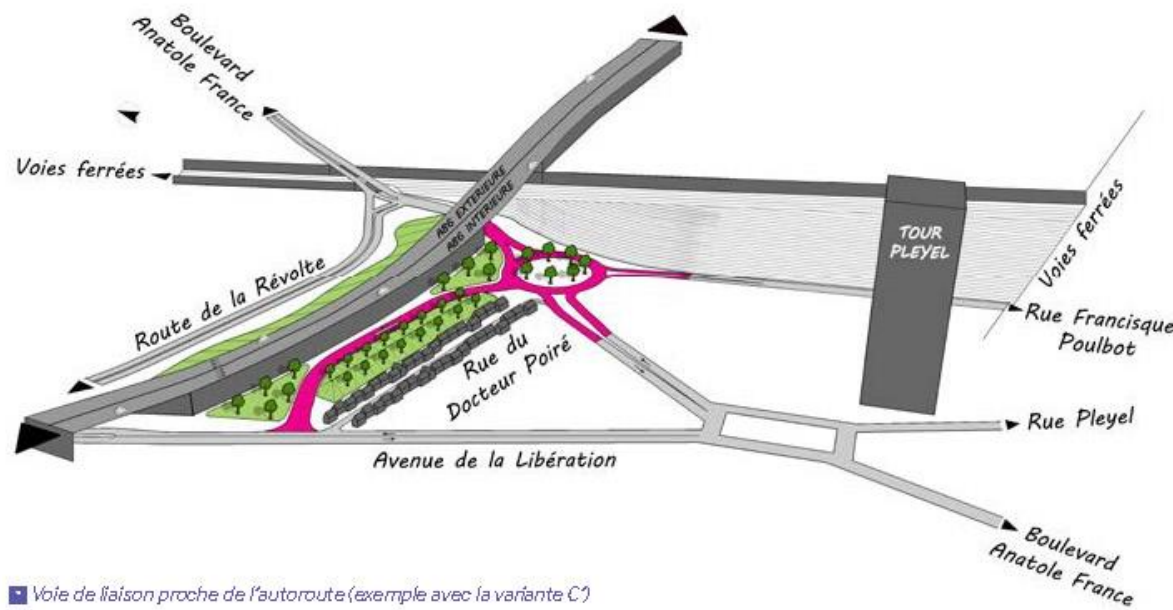 Boulevard
Anatole France
Voies ferrées
A86 EXTERIEURE
A86 INTERIEURE
TOUR
PLEYEL
Voies ferrées
Route de la Révolte
Rue du
Docteur Poiré
Rue Francisque
Poulbot
Rue Pleyel
Avenue de la Libération
Boulevard
Anatole France
Voie de liaison proche de l'autoroute (exemple avec la variante C')